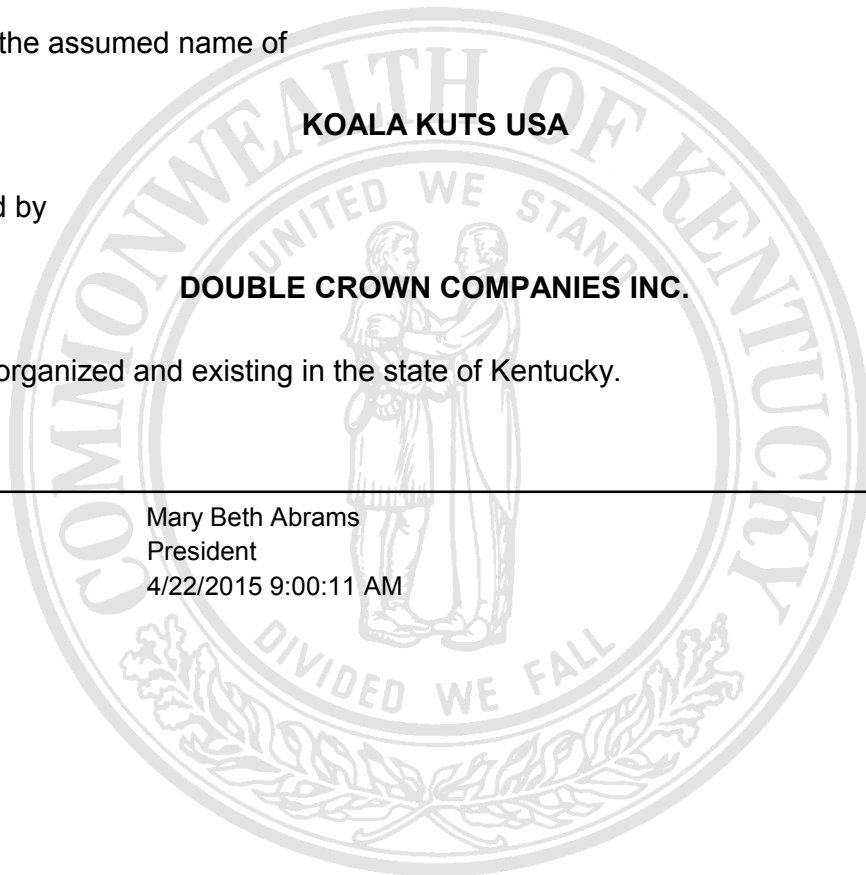 the assumed name of
KOALA KUTS USA
d by
DOUBLE CROWN COMPANIES INC.
organized and existing in the state of Kentucky.
Mary Beth Abrams
President
4/22/2015 9:00:11 AM
COMMONWEALTH OF KENTUCKY
UNITED WE STAND
DIVIDED WE FALL